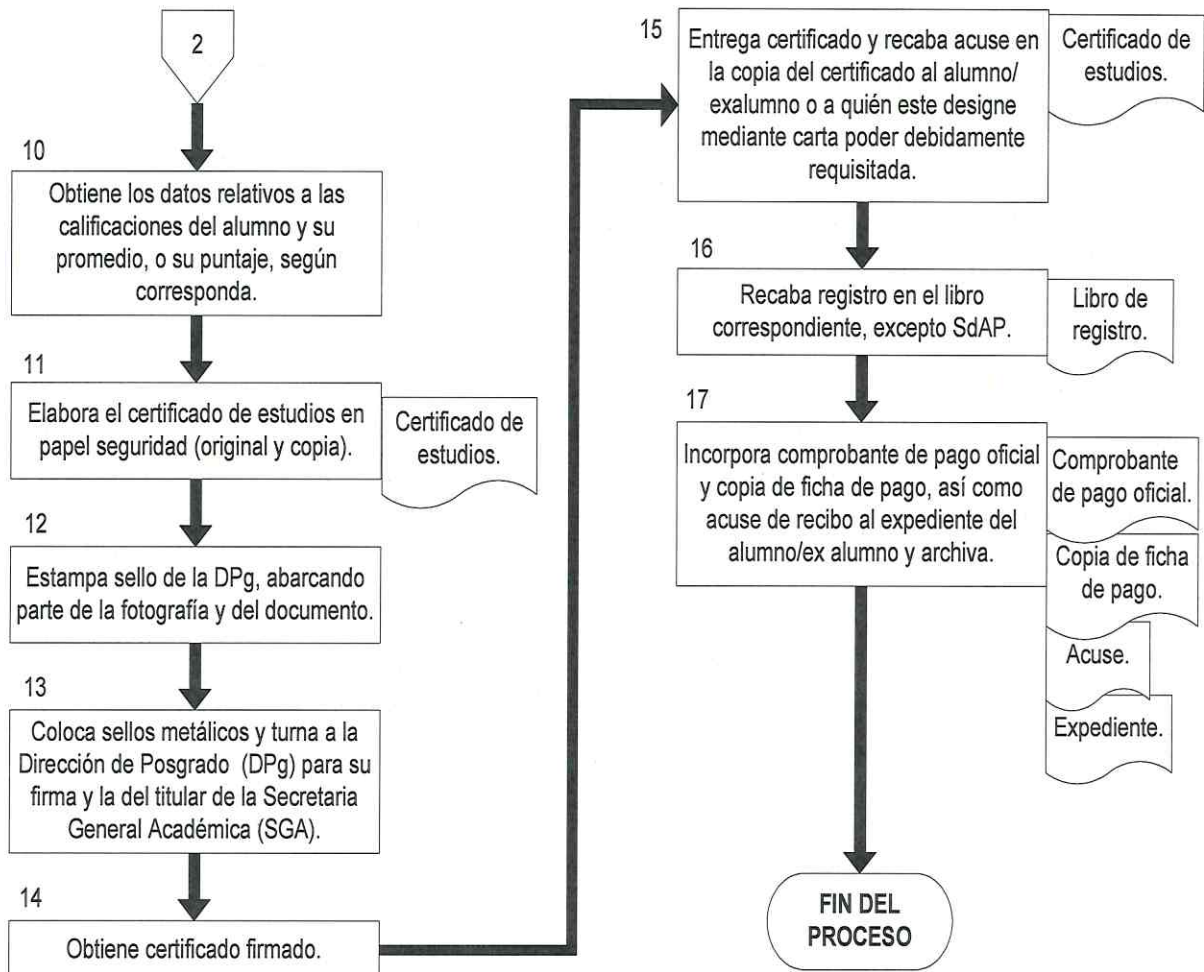 2
10
Obtiene los datos relativos a las
calificaciones del alumno y su
promedio, o su puntaje, según
corresponda.
11
Elabora el certificado de estudios en
papel seguridad (original y copia).
Certificado de
estudios.
12
Estampa sello de la DPg, abarcando
parte de la fotografía y del documento.
13
Coloca sellos metálicos y turna a la
Dirección de Posgrado (DPg) para su
firma y la del titular de la Secretaria
General Académica (SGA).
14
Obtiene certificado firmado.
15
Entrega certificado y recaba acuse en
la copia del certificado al alumno/
exalumno o a quién este designe
mediante carta poder debidamente
requisitada.
Certificado de
estudios.
16
Recaba registro en el libro
correspondiente, excepto SdAP.
Libro de
registro.
17
Incorpora comprobante de pago oficial
y copia de ficha de pago, así como
acuse de recibo al expediente del
alumno/ex alumno y archiva.
Comprobante
de pago oficial.
Copia de ficha
de pago.
Acuse.
Expediente.
FIN DEL
PROCESO